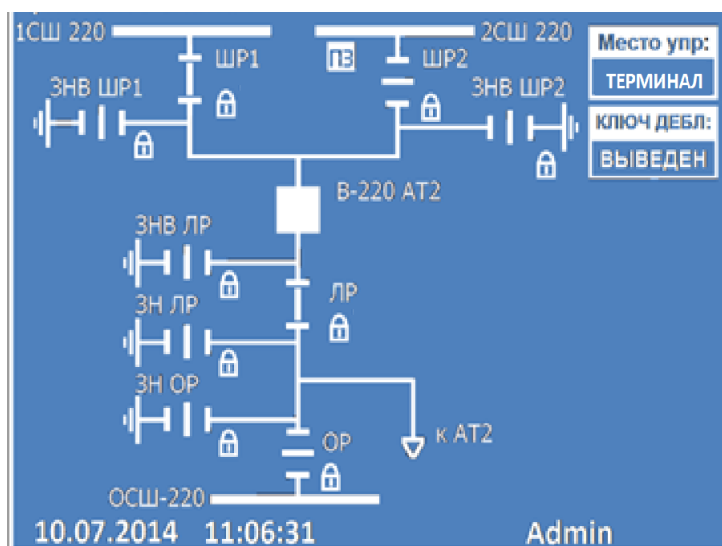 1СШ 220
2СШ 220
Место упр:
ПЗ
ШР1
ШР2
ТЕРМИНАЛ
ЗНВ ШР1
ЗНВ ШР2
КЛЮЧ ДЕБЛ:
ВЫВЕДЕН
В-220 АТ2
ЗНВ ЛР
ЛР
ЗН ЛР
ЗН ОР
ОР
к АТ2
ОСШ-220
10.07.2014 11:06:31 Admin